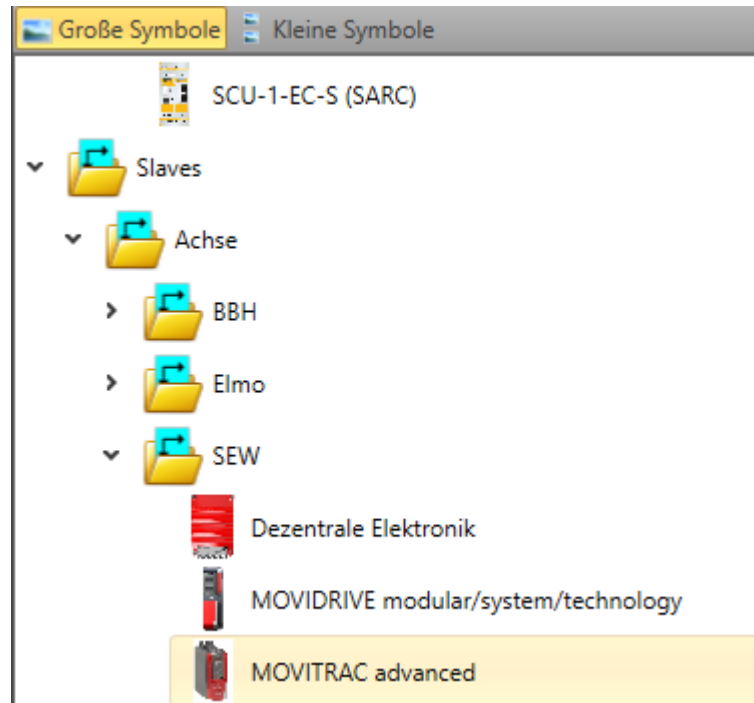 Große Symbole Kleine Symbole
SCU-1-EC-S (SARC)
Slaves
Achse
BBH
Elmo
SEW
Dezentrale Elektronik
MOVIDRIVE modular/system/technology
MOVITRAC advanced